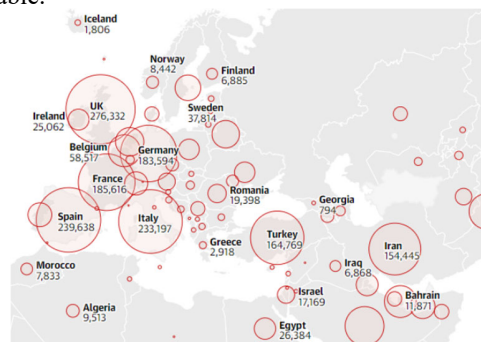 able.
Iceland
1,806
Norway
8,442
Finland
6,885
Sweden
37,814
UK
276,332
Ireland
25,062
Belgium
58,517
Germany
183,594
France
185,616
Romania
19,398
Georgia
794
Spain
239,638
Italy
233,197
Turkey
164,769
Iran
154,445
Greece
2,918
Iraq
6,868
Morocco
7,833
Israel
17,169
Bahrain
11,871
Algeria
9,513
Egypt
26,384